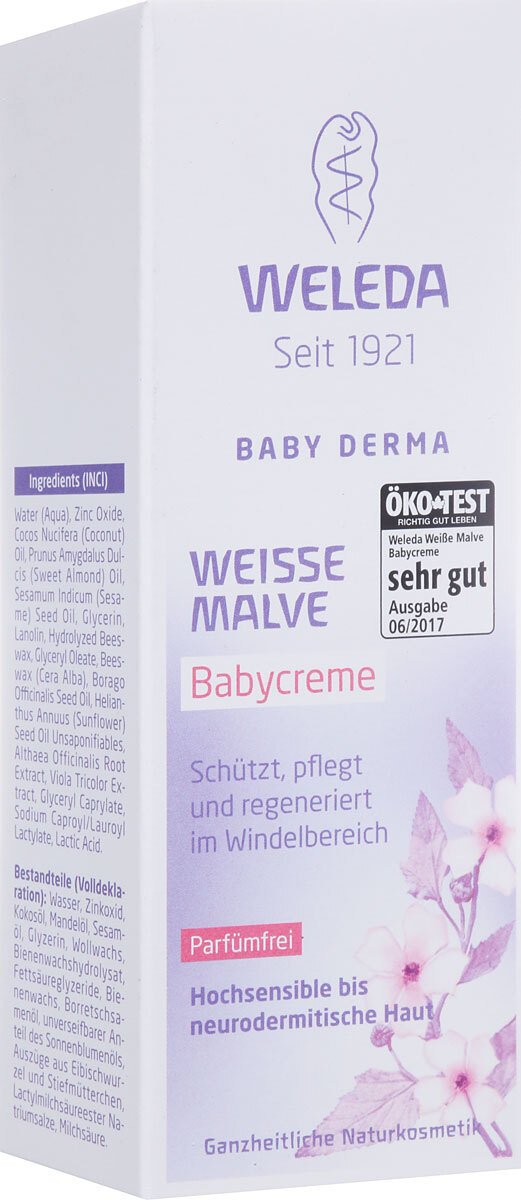 WELEDA
Seit 1921
BABY DERMA
ÖKO TEST
RICHTIG GUT LEBEN
Weleda Weiße Malve
Babycreme
sehr gut
Ausgabe
06/2017
WEISSE
MALVE
Babycreme
Schützt, pflegt
und regeneriert
im Windelbereich
Parfümfrei
Hochsensible bis
neurodermitische Haut
Ganzheitliche Naturkosmetik
Ingredients (INCI)
Water (Aqua), Zinc Oxide,
Cocos Nucifera (Coconut)
Oil, Prunus Amygdalus Dul-
cis (Sweet Almond) Oil,
Sesamum Indicum (Sesa-
me) Seed Oil, Glycerin,
Lanolin, Hydrolyzed Bees-
wax, Glyceryl Oleate, Bees-
wax (Cera Alba), Borago
Officinalis Seed Oil, Helian-
thus Annuus (Sunflower)
Seed Oil Unsaponifiables,
Althaea Officinalis Root
Extract, Viola Tricolor Ex-
tract, Glyceryl Caprylate,
Sodium Caproyl/Lauroyl
Lactylate, Lactic Acid.
Bestandteile (Volldekla-
ration): Wasser, Zinkoxid,
Kokosöl, Mandelöl, Sesam-
öl, Glyzerin, Wollwachs,
Bienenwachshydrolysat,
Fettsäureglyzeride, Bie-
nenwachs, Borretschsa-
menöl, unverseifbarer An-
teil des Sonnenblumenöls,
Auszüge aus Eibischwur-
zel und Stiefmütterchen,
Lactylmilchsäureester Na-
triumsalze, Milchsäure.